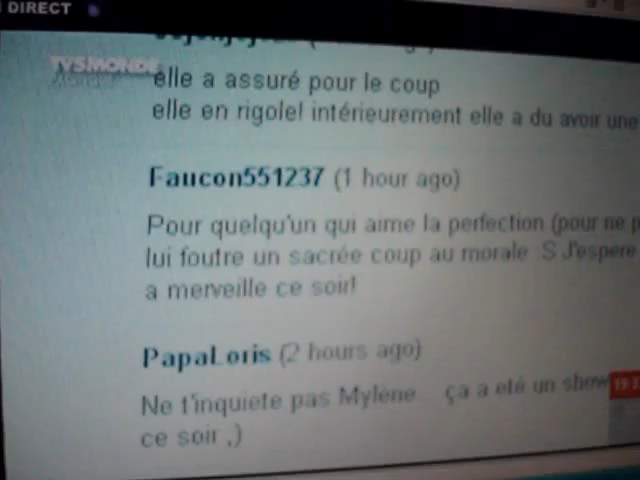 DIRECT
TV5MONDE
elle a assuré pour le coup
elle en rigole! intérieurement elle a du avoir une
Faucon551237 (1 hour ago)
Pour quelqu'un qui aime la perfection (pour ne p
lui foutre un sacrée coup au morale :S J'espere
a merveille ce soir!
PapaLoris (2 hours ago)
Ne t'inquiete pas Mylène ça a eté un show
ce soir ;)